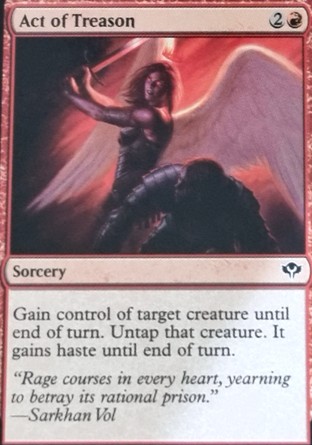 Act of Treason 2
Sorcery
Gain control of target creature until
end of turn. Untap that creature. It
gains haste until end of turn.
"Rage courses in every heart, yearning
to betray its rational prison."
—Sarkhan Vol